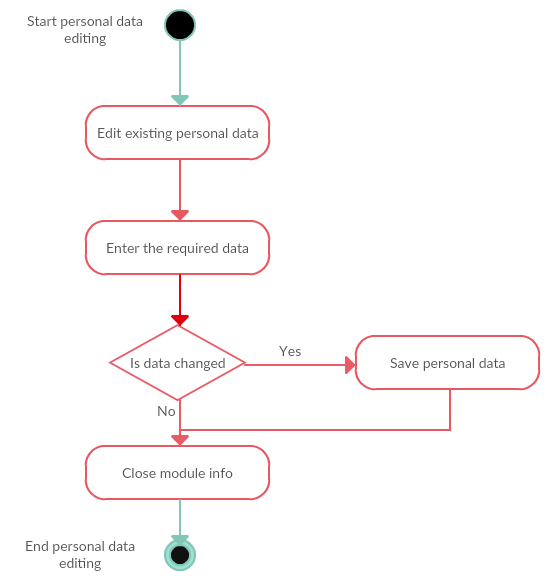 Start personal data
editing
Edit existing personal data
Enter the required data
Is data changed
Yes
Save personal data
No
Close module info
End personal data
editing